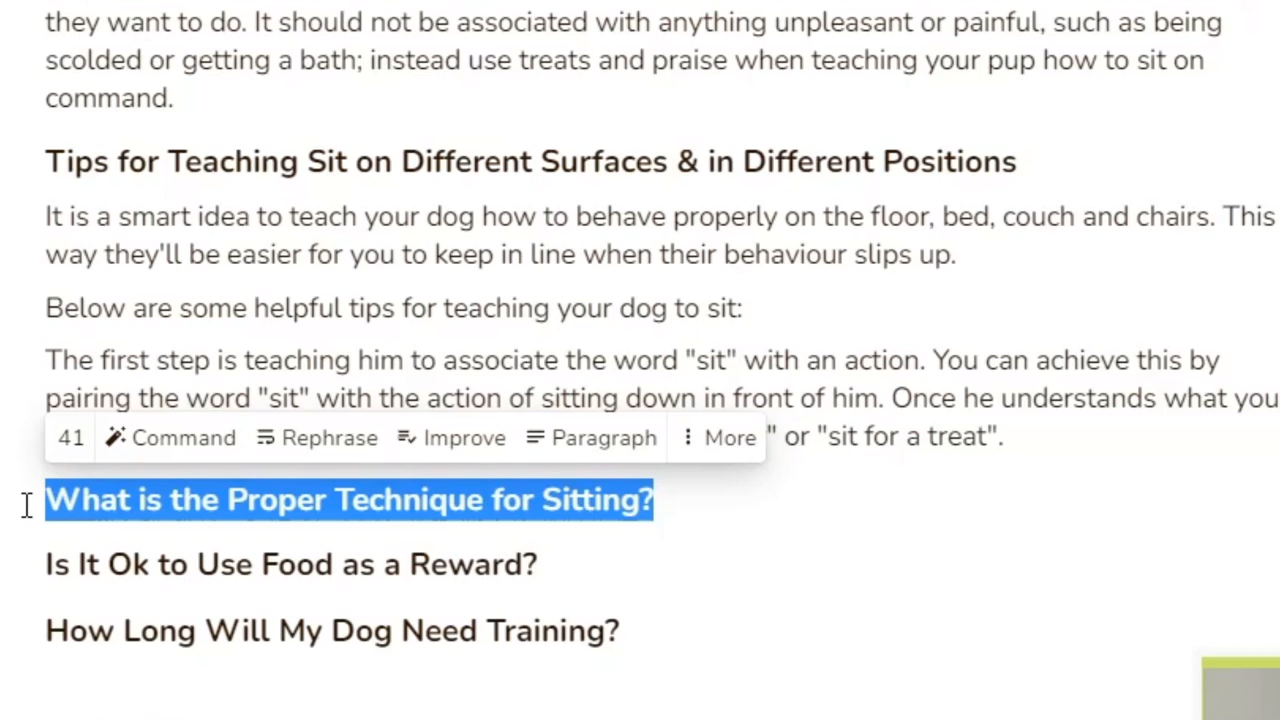 they want to do. It should not be associated with anything unpleasant or painful, such as being
scolded or getting a bath; instead use treats and praise when teaching your pup how to sit on
command.
Tips for Teaching Sit on Different Surfaces & in Different Positions
It is a smart idea to teach your dog how to behave properly on the floor, bed, couch and chairs. This
way they'll be easier for you to keep in line when their behaviour slips up.
Below are some helpful tips for teaching your dog to sit:
The first step is teaching him to associate the word "sit" with an action. You can achieve this by
pairing the word "sit" with the action of sitting down in front of him. Once he understands what you
41 Command Rephrase Improve Paragraph More " or "sit for a treat".
What is the Proper Technique for Sitting?
Is It Ok to Use Food as a Reward?
How Long Will My Dog Need Training?